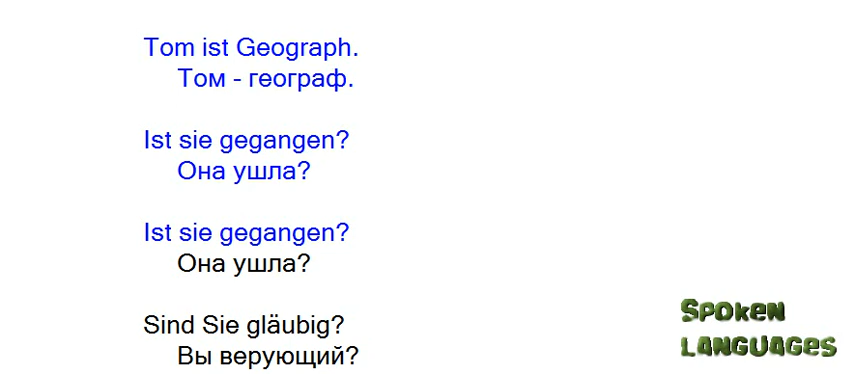 Tom ist Geograph.
Том - географ.
Ist sie gegangen?
Она ушла?
Ist sie gegangen?
Она ушла?
Sind Sie gläubig?
Вы верующий?
Spoken
Languages